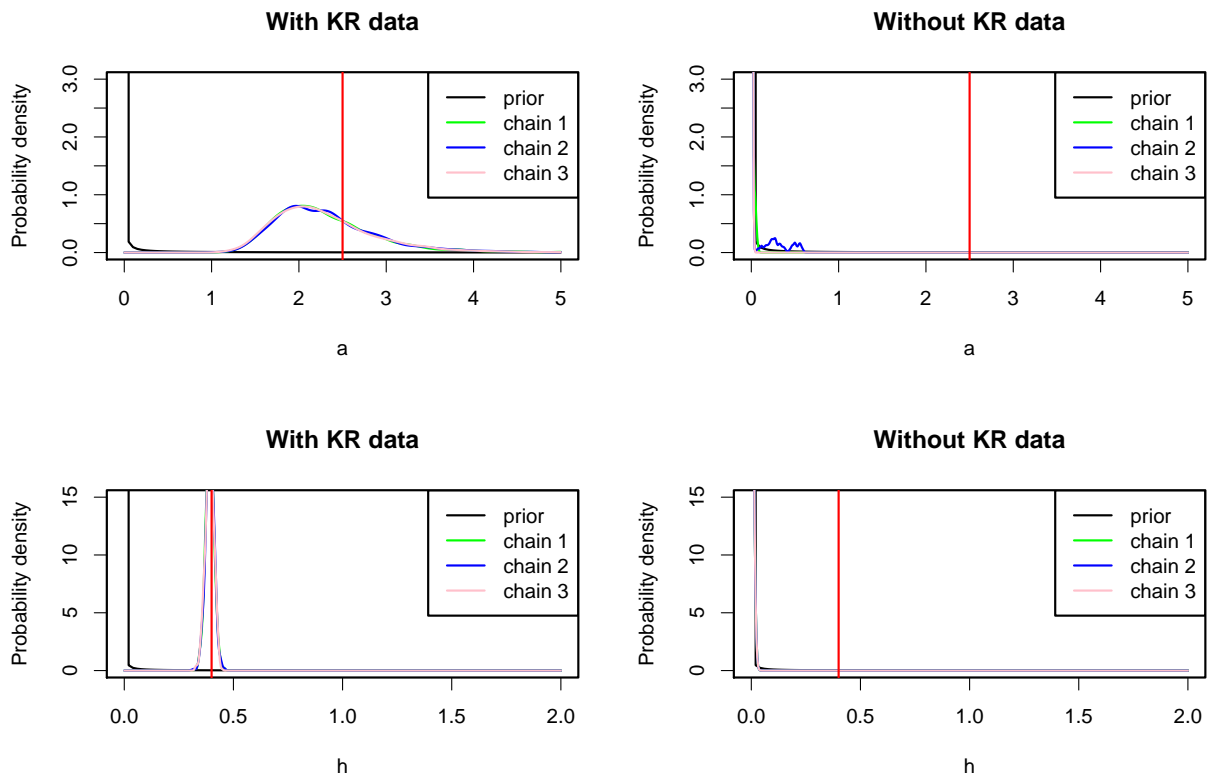 With KR data
Probability density
3.0
2.0
1.0
0.0
prior
chain 1
chain 2
chain 3
0 1 2 3 4 5
a
Without KR data
Probability density
3.0
2.0
1.0
0.0
prior
chain 1
chain 2
chain 3
0 1 2 3 4 5
a
With KR data
Probability density
15
10
5
0
prior
chain 1
chain 2
chain 3
0.0 0.5 1.0 1.5 2.0
h
Without KR data
Probability density
15
10
5
0
prior
chain 1
chain 2
chain 3
0.0 0.5 1.0 1.5 2.0
h